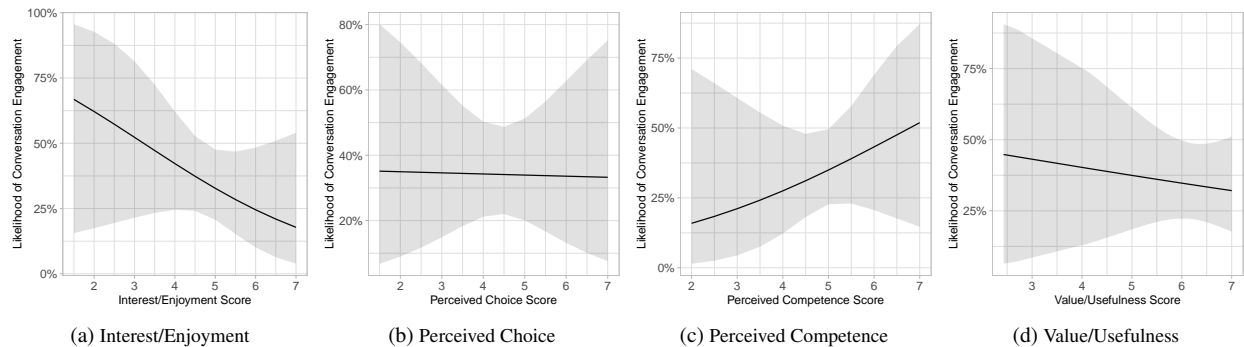 Likelihood of Conversation Engagement
100%
75%
50%
25%
0%
2 3 4 5 6 7
Interest/Enjoyment Score
(a) Interest/Enjoyment
Likelihood of Conversation Engagement
80%
60%
40%
20%
2 3 4 5 6 7
Perceived Choice Score
(b) Perceived Choice
Likelihood of Conversation Engagement
75%
50%
25%
0%
2 3 4 5 6 7
Perceived Competence Score
(c) Perceived Competence
Likelihood of Conversation Engagement
75%
50%
25%
3 4 5 6 7
Value/Usefulness Score
(d) Value/Usefulness